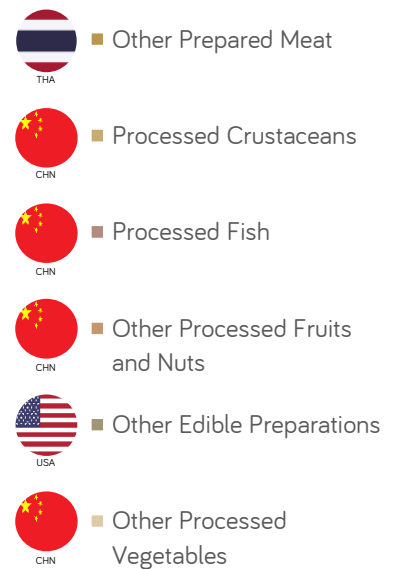 Other Prepared Meat
THA
Processed Crustaceans
CHN
Processed Fish
CHN
Other Processed Fruits
and Nuts
CHN
Other Edible Preparations
USA
Other Processed
Vegetables
CHN